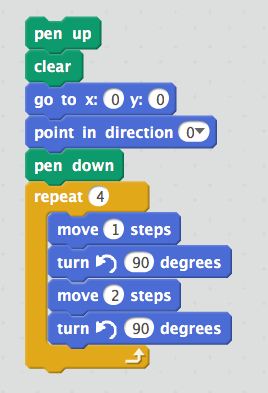 pen up
clear
go to x: 0 y: 0
point in direction 0
pen down
repeat 4
move 1 steps
turn 90 degrees
move 2 steps
turn 90 degrees